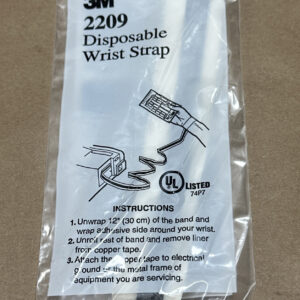 3M
2209
Disposable
Wrist Strap
UL
LISTED
74P7
INSTRUCTIONS
1. Unwrap 12" (30 cm) of the band and
wrap adhesive side around your wrist.
2. Unroll rest of band and remove liner
from copper tape.
3. Attach the copper tape to electrical
ground or the metal frame of
equipment you are servicing.